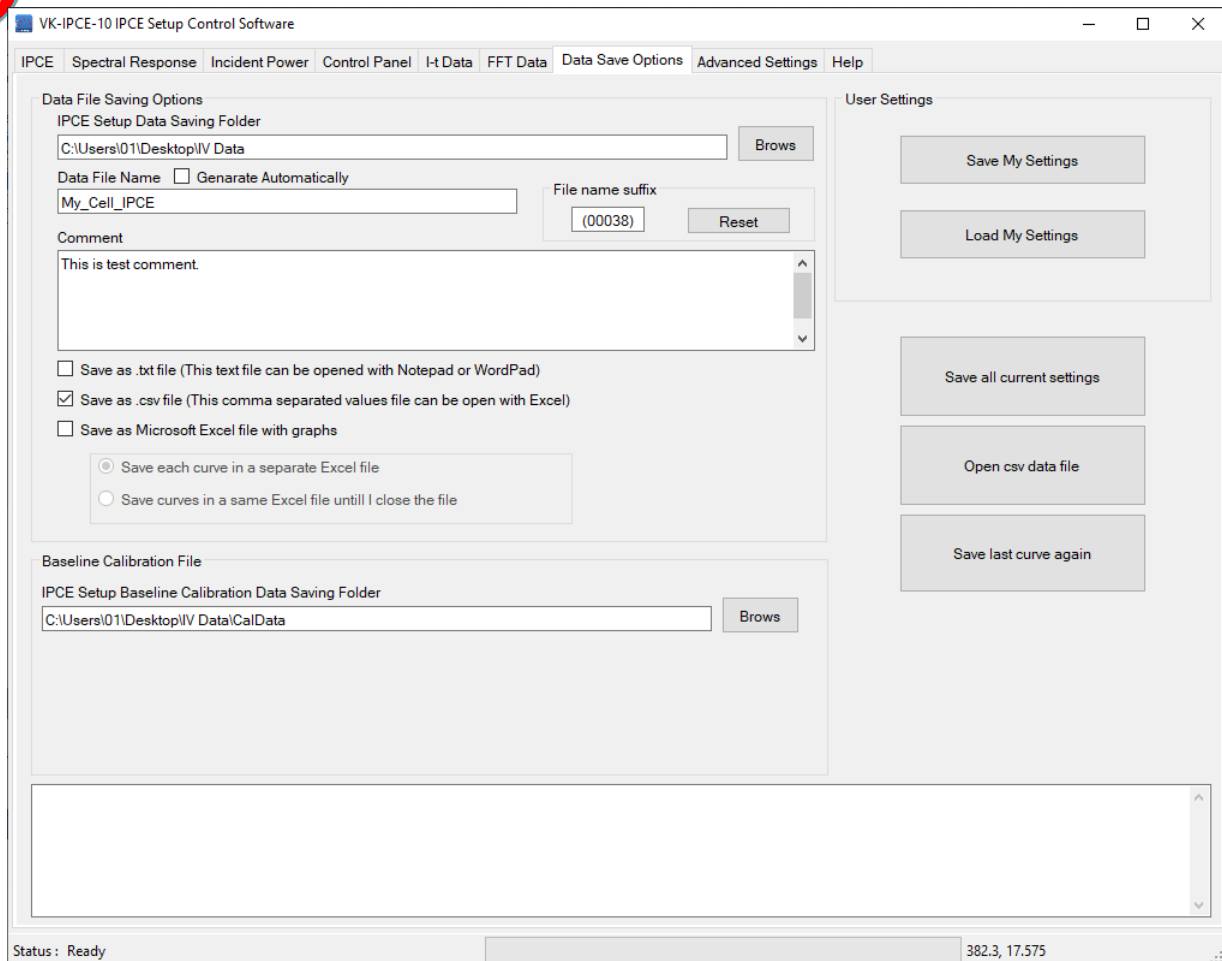 VK-IPCE-10 IPCE Setup Control Software
IPCE Spectral Response Incident Power Control Panel I-t Data FFT Data Data Save Options Advanced Settings Help
Data File Saving Options
IPCE Setup Data Saving Folder
C:\Users\01\Desktop\IV Data
Brows
Data File Name Genarate Automatically
My_Cell_IPCE
File name suffix
(00038)
Reset
Comment
This is test comment.
Save as .txt file (This text file can be opened with Notepad or WordPad)
Save as .csv file (This comma separated values file can be open with Excel)
Save as Microsoft Excel file with graphs
Save each curve in a separate Excel file
Save curves in a same Excel file untill I close the file
User Settings
Save My Settings
Load My Settings
Save all current settings
Open csv data file
Save last curve again
Baseline Calibration File
IPCE Setup Baseline Calibration Data Saving Folder
C:\Users\01\Desktop\IV Data\CalData
Brows
Status : Ready
382.3, 17.575